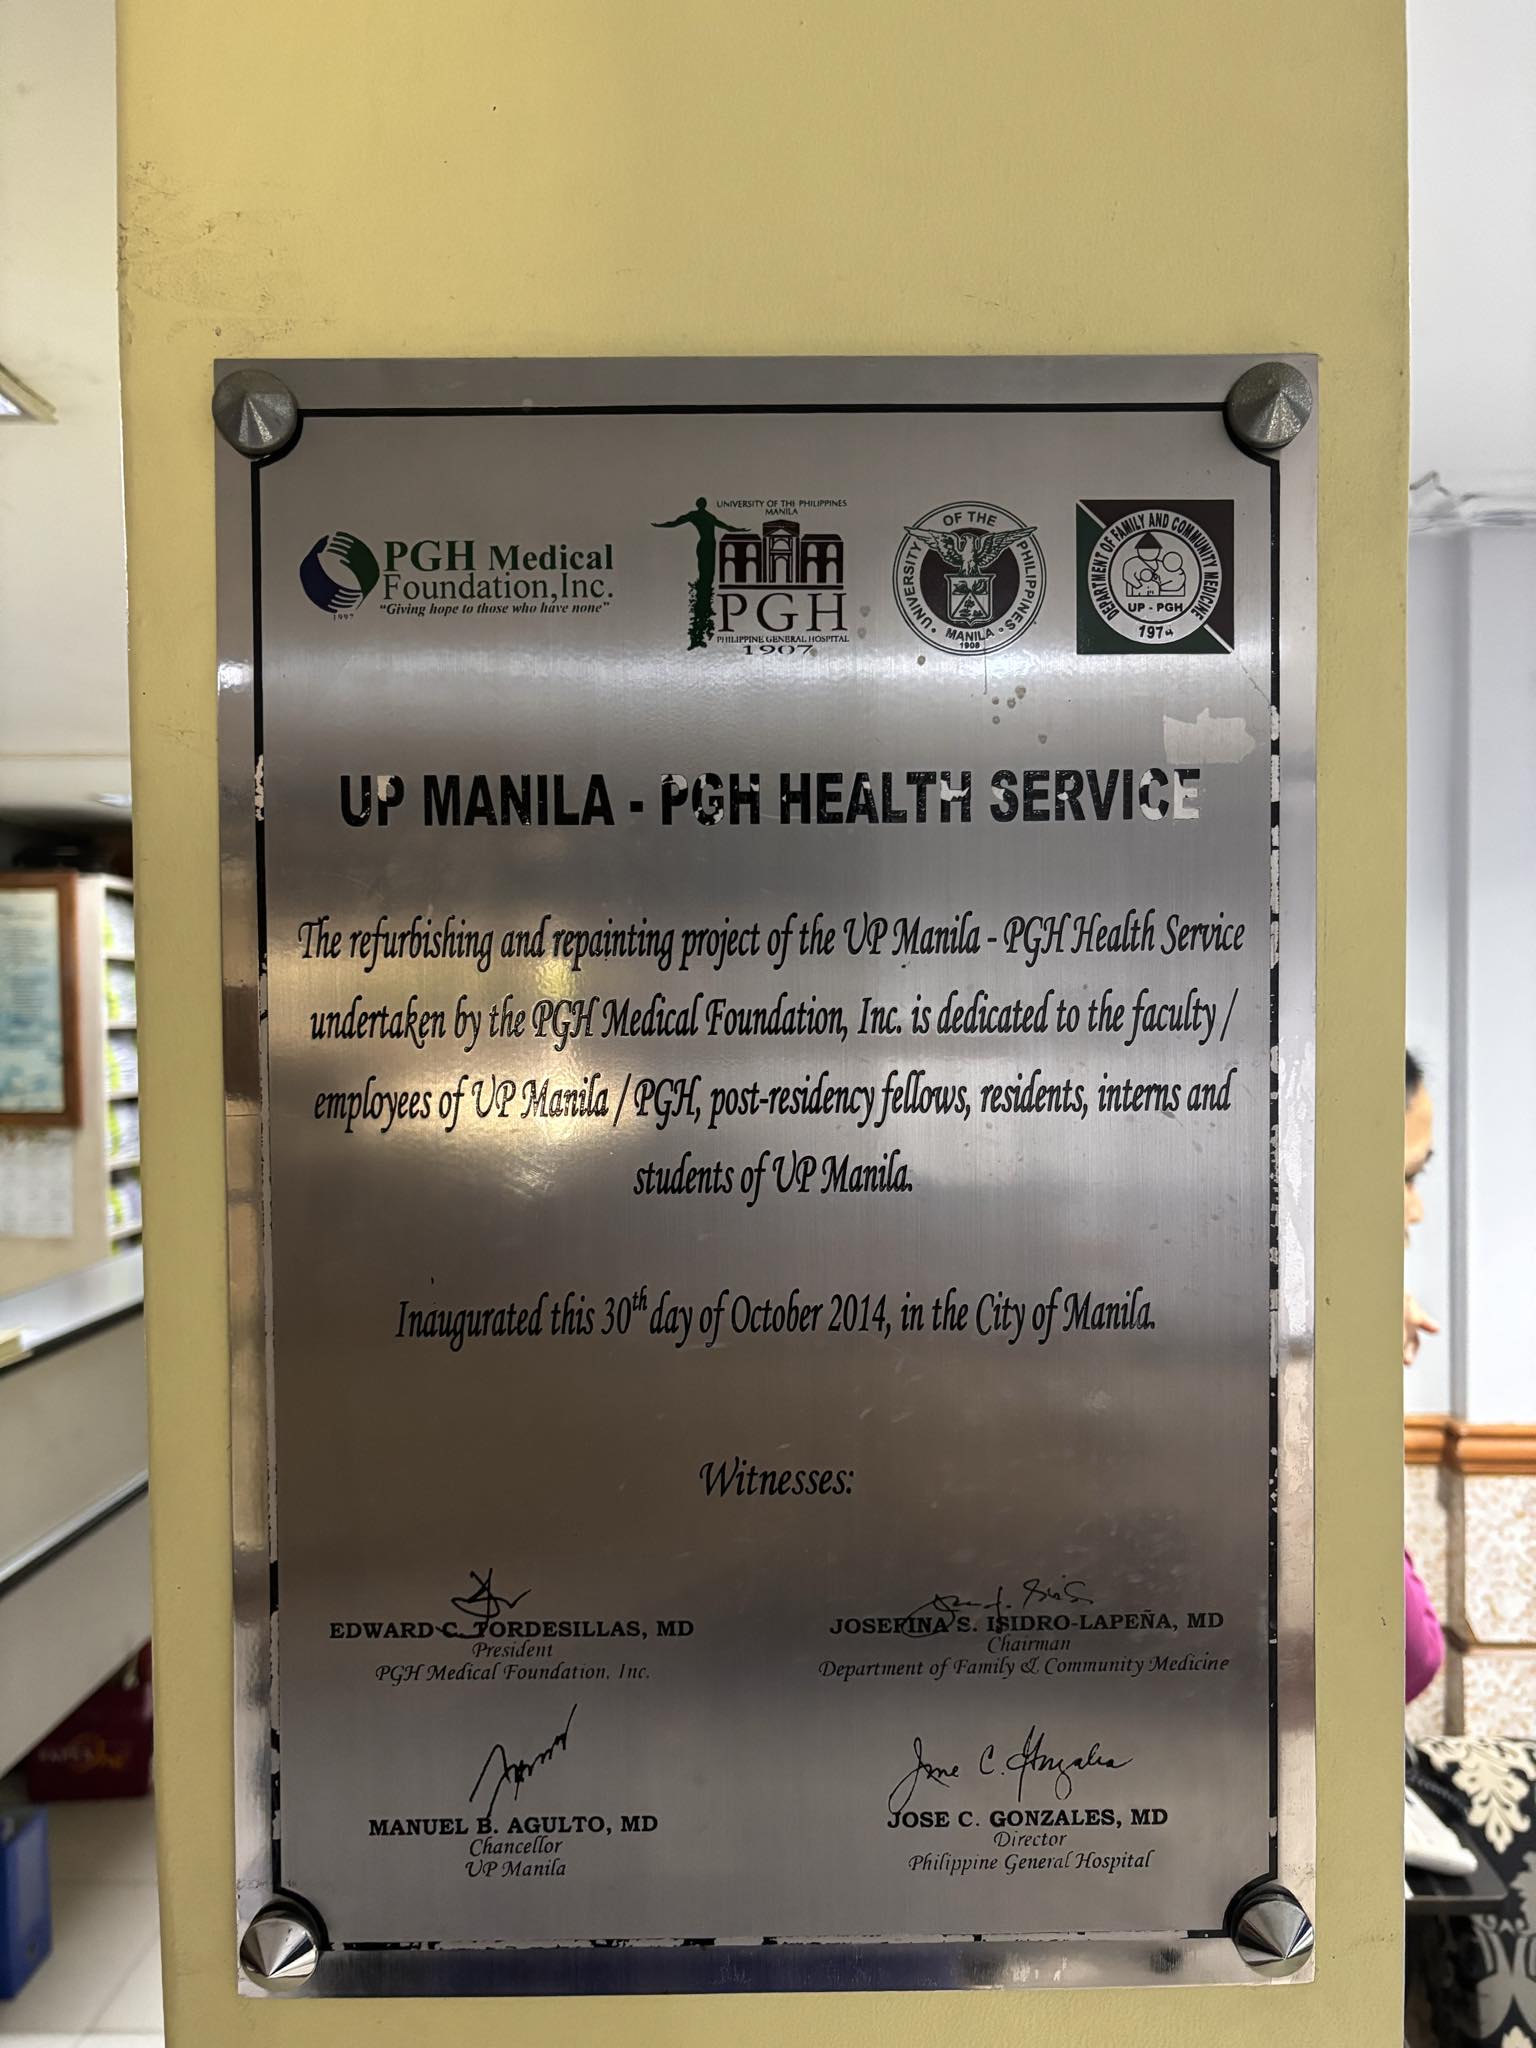 PGH Medical
Foundation, Inc.
"Giving hope to those who have none"
1997
UNIVERSITY OF THE PHILIPPINES
MANILA
PGH
PHILIPPINE GENERAL HOSPITAL
1907
UNIVERSITY OF THE PHILIPPINES
MANILA
1908
DEPARTMENT OF FAMILY AND COMMUNITY MEDICINE
UP - PGH
1974
UP MANILA - PGH HEALTH SERVICE
The refurbishing and repainting project of the UP Manila - PGH Health Service
undertaken by the PGH Medical Foundation, Inc. is dedicated to the faculty /
employees of UP Manila / PGH, post-residency fellows, residents, interns and
students of UP Manila.
Inaugurated this 30th day of October 2014, in the City of Manila.
Witnesses:
EDWARD C. TORDESILLAS, MD
President
PGH Medical Foundation, Inc.
JOSEFINA S. ISIDRO-LAPEÑA, MD
Chairman
Department of Family & Community Medicine
MANUEL B. AGULTO, MD
Chancellor
UP Manila
Jose C. Gonzales
JOSE C. GONZALES, MD
Director
Philippine General Hospital